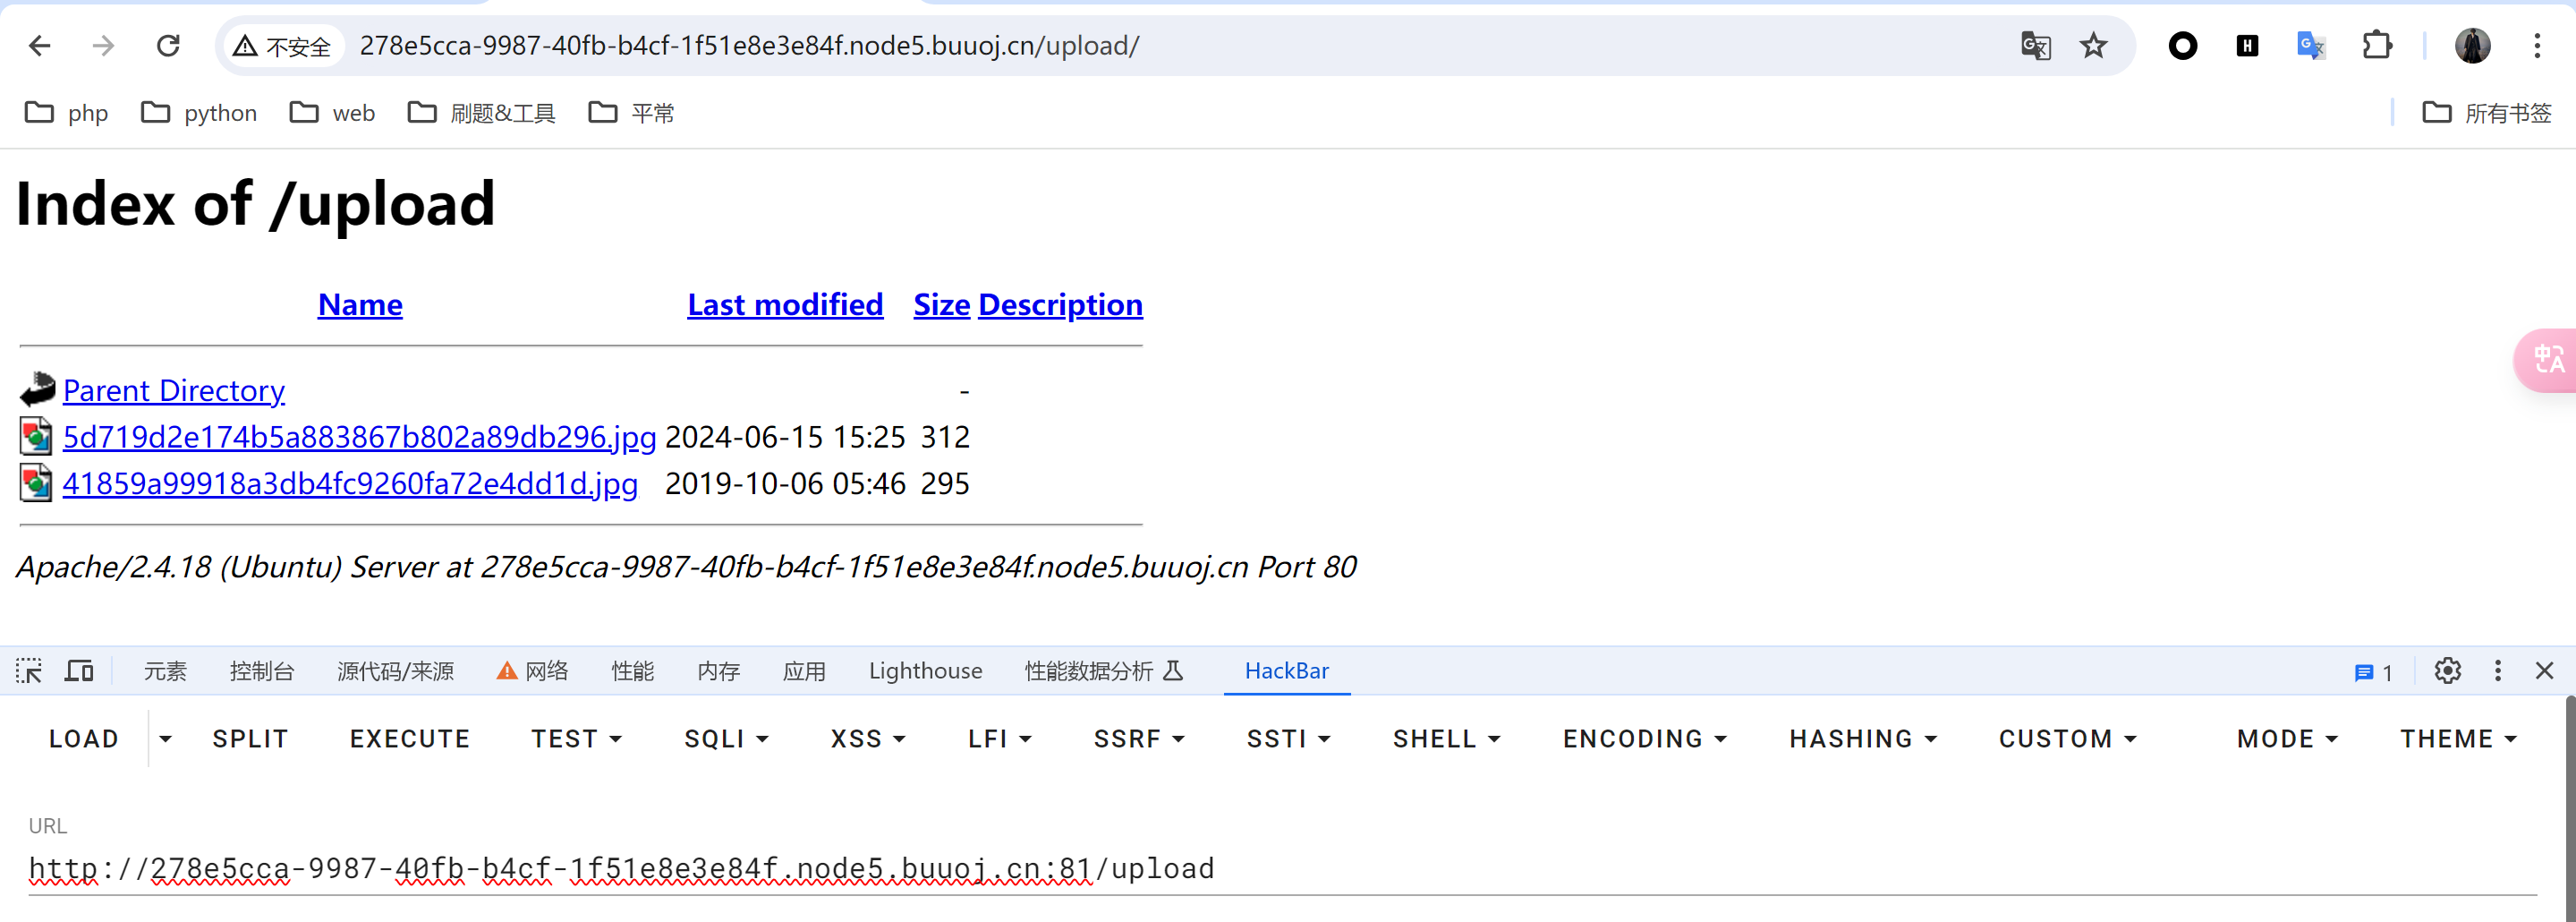 不安全 278e5cca-9987-40fb-b4cf-1f51e8e3e84f.node5.buuoj.cn/upload/
php python web 刷题&工具 平常 所有书签
Index of /upload
Name Last modified Size Description
Parent Directory -
5d719d2e174b5a883867b802a89db296.jpg 2024-06-15 15:25 312
41859a99918a3db4fc9260fa72e4dd1d.jpg 2019-10-06 05:46 295
Apache/2.4.18 (Ubuntu) Server at 278e5cca-9987-40fb-b4cf-1f51e8e3e84f.node5.buuoj.cn Port 80
中A
元素 控制台 源代码/来源 网络 性能 内存 应用 Lighthouse 性能数据分析 HackBar 1
LOAD SPLIT EXECUTE TEST SQLI XSS LFI SSRF SSTI SHELL ENCODING HASHING CUSTOM MODE THEME
URL
http://278e5cca-9987-40fb-b4cf-1f51e8e3e84f.node5.buuoj.cn:81/upload